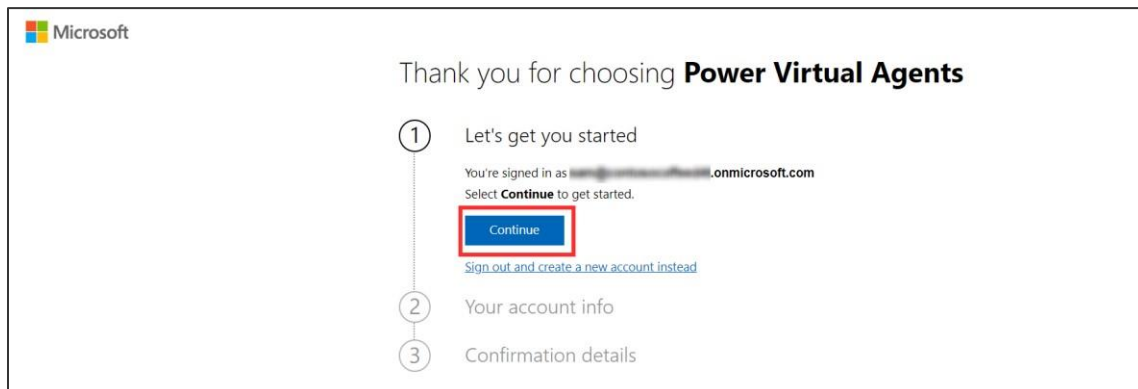 Microsoft
Thank you for choosing Power Virtual Agents
1 Let's get you started
You're signed in as .onmicrosoft.com
Select Continue to get started.
Continue
Sign out and create a new account instead
2 Your account info
3 Confirmation details